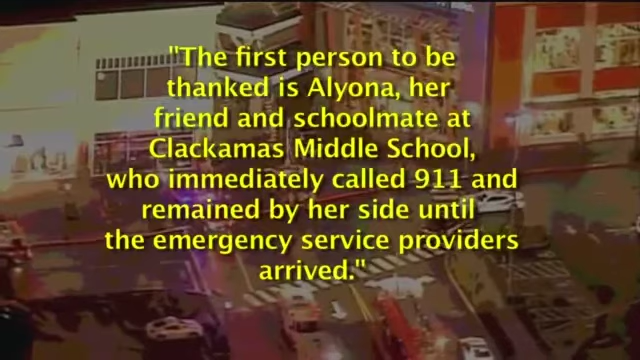 "The first person to be
thanked is Alyona, her
friend and schoolmate at
Clackamas Middle School,
who immediately called 911 and
remained by her side until
the emergency service providers
arrived."